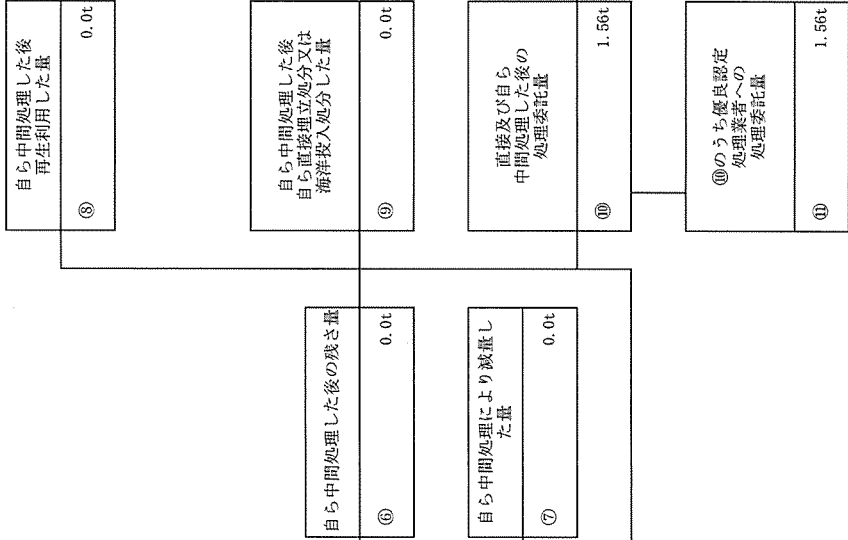 自ら中間処理した後
再生利用した量
⑧ 0.0t
自ら中間処理した後
自ら直接埋立処分又は
海洋投入処分した量
⑨ 0.0t
直接及び自ら
中間処理した後の
処理委託量
⑩ 1.56t
⑩のうち優良認定
処理業者への
処理委託量
⑪ 1.56t
自ら中間処理した後の残さ量
⑥ 0.0t
自ら中間処理により減量し
た量
⑦ 0.0t